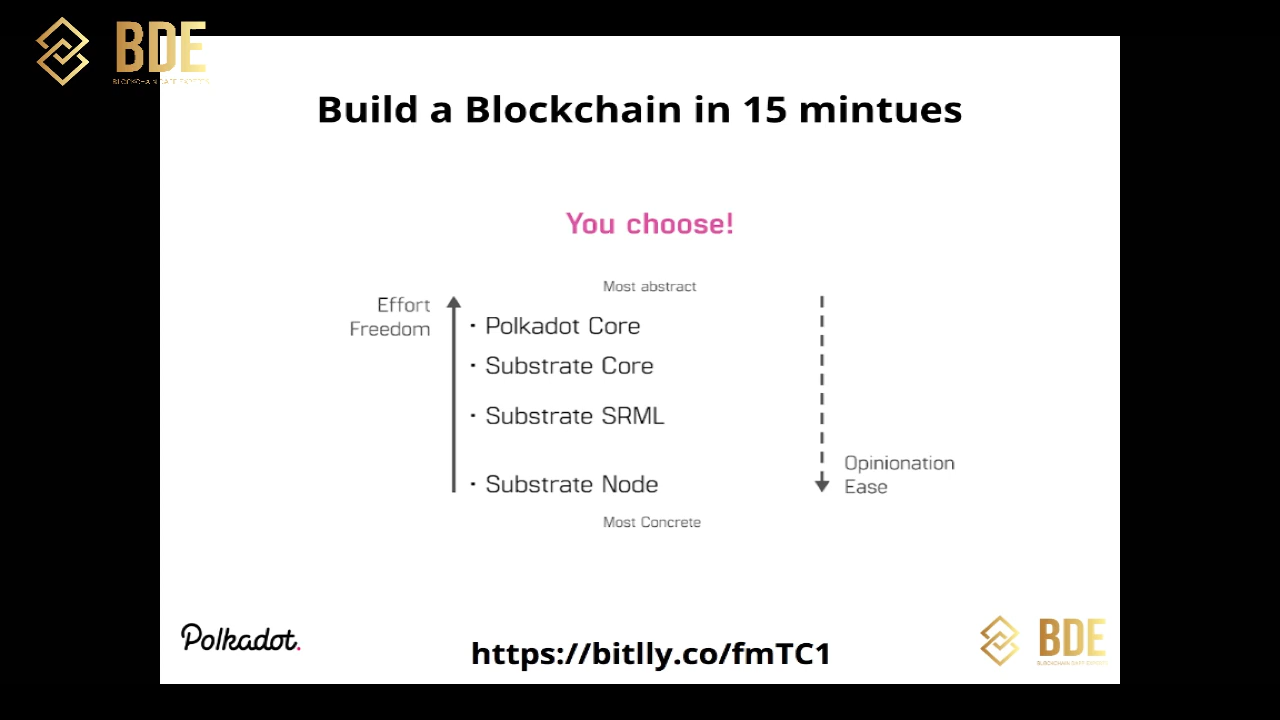 BDE
Build a Blockchain in 15 mintues
You choose!
Most abstract
Effort
Freedom
· Polkadot Core
· Substrate Core
· Substrate SRML
· Substrate Node
Opinionation
Ease
Most Concrete
Polkadot.
https://bitlly.co/fmTC1
BDE